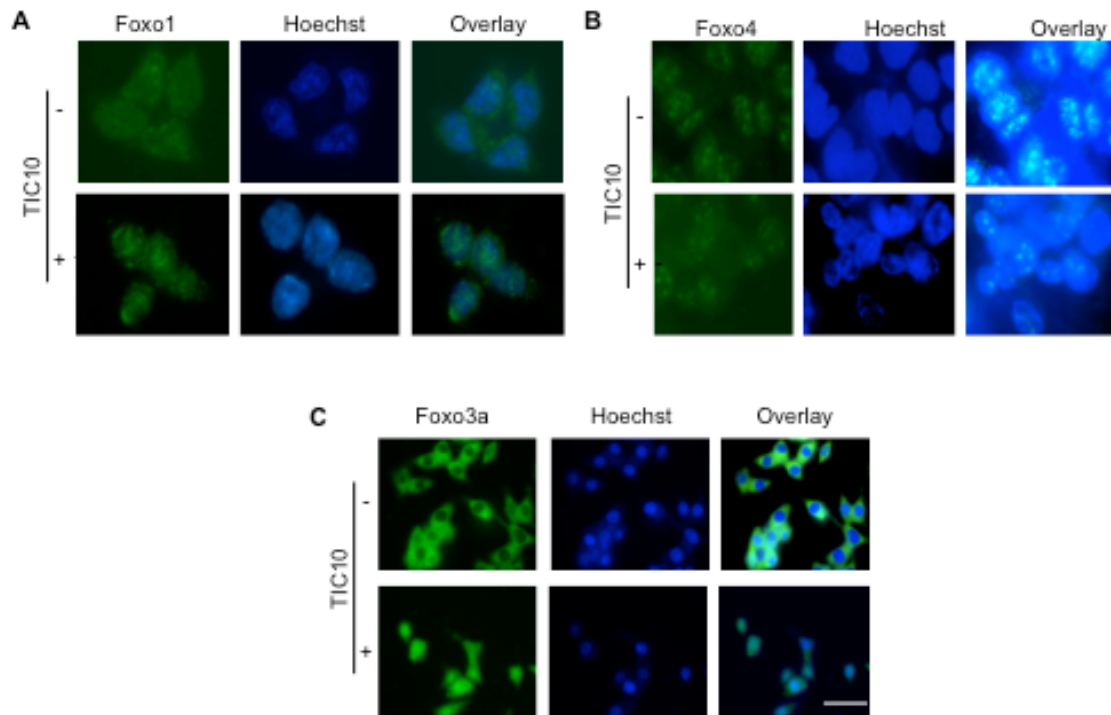 A Foxo1 Hoechst Overlay
TIC10
-
+
B Foxo4 Hoechst Overlay
TIC10
-
+
C Foxo3a Hoechst Overlay
TIC10
-
+